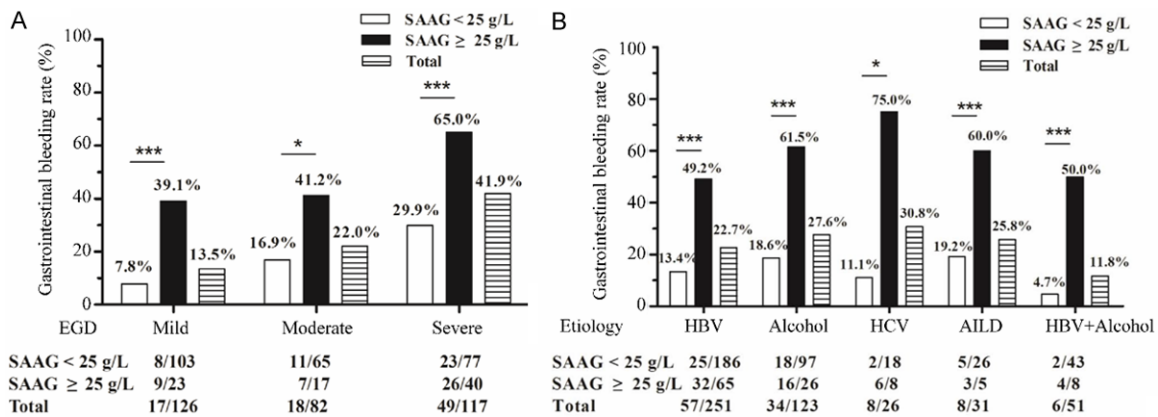 A
SAAG < 25 g/L
SAAG ≥ 25 g/L
Total
Gastrointestinal bleeding rate (%)
100
80
60
40
20
0
***
*
***
7.8%
39.1%
13.5%
16.9%
41.2%
22.0%
29.9%
65.0%
41.9%
EGD Mild Moderate Severe
SAAG < 25 g/L 8/103 11/65 23/77
SAAG ≥ 25 g/L 9/23 7/17 26/40
Total 17/126 18/82 49/117
B
SAAG < 25 g/L
SAAG ≥ 25 g/L
Total
Gastrointestinal bleeding rate (%)
100
80
60
40
20
0
***
***
*
***
***
13.4%
49.2%
22.7%
18.6%
61.5%
27.6%
11.1%
75.0%
30.8%
19.2%
60.0%
25.8%
4.7%
50.0%
11.8%
Etiology HBV Alcohol HCV AILD HBV+Alcohol
SAAG < 25 g/L 25/186 18/97 2/18 5/26 2/43
SAAG ≥ 25 g/L 32/65 16/26 6/8 3/5 4/8
Total 57/251 34/123 8/26 8/31 6/51